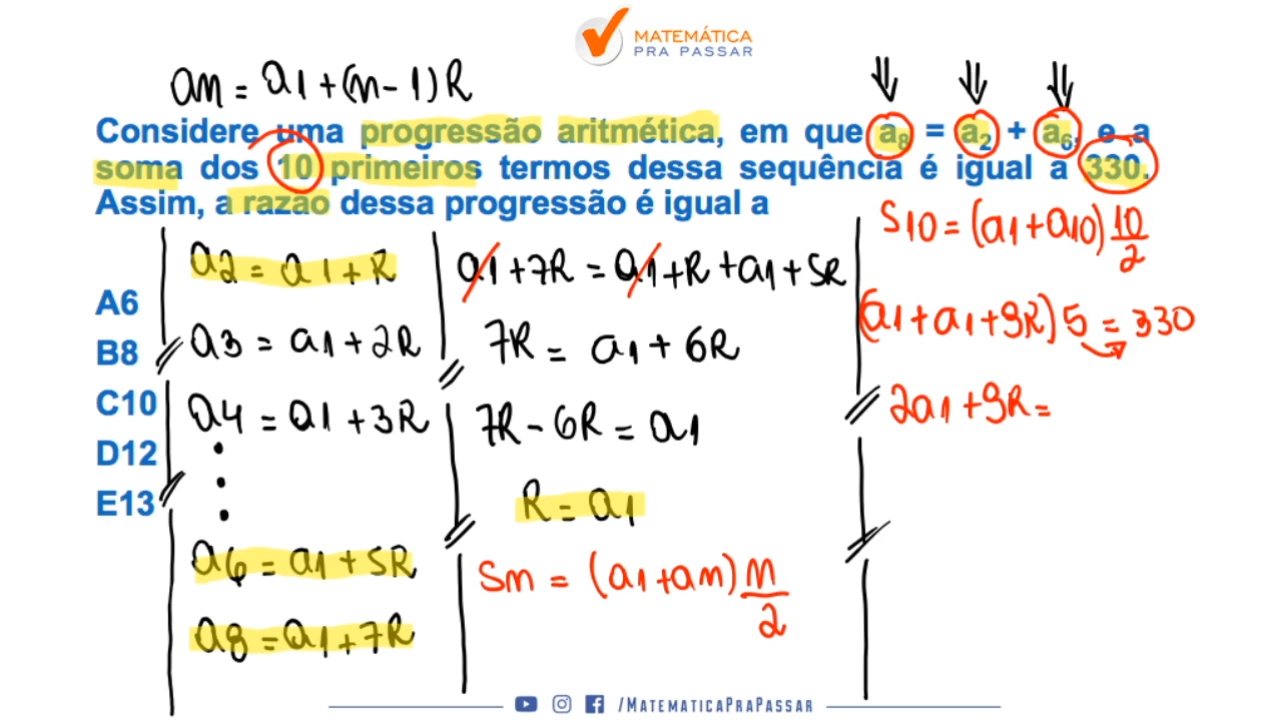 MATEMÁTICA
PRA PASSAR
an = a1 + (n - 1) R
Considere uma progressão aritmética, em que a8 = a2 + a6, e a
soma dos 10 primeiros termos dessa sequência é igual a 330.
Assim, a razão dessa progressão é igual a
A6
B8
C10
D12
E13
a2 = a1 + R
a3 = a1 + 2R
a4 = a1 + 3R
a6 = a1 + 5R
a8 = a1 + 7R
a1 + 7R = a1 + R + a1 + 5R
7R = a1 + 6R
7R - 6R = a1
R = a1
Sn = (a1 + an) n/2
S10 = (a1 + a10) 10/2
(a1 + a1 + 9R) 5 = 330
2a1 + 9R =
/MatematicaPraPassar